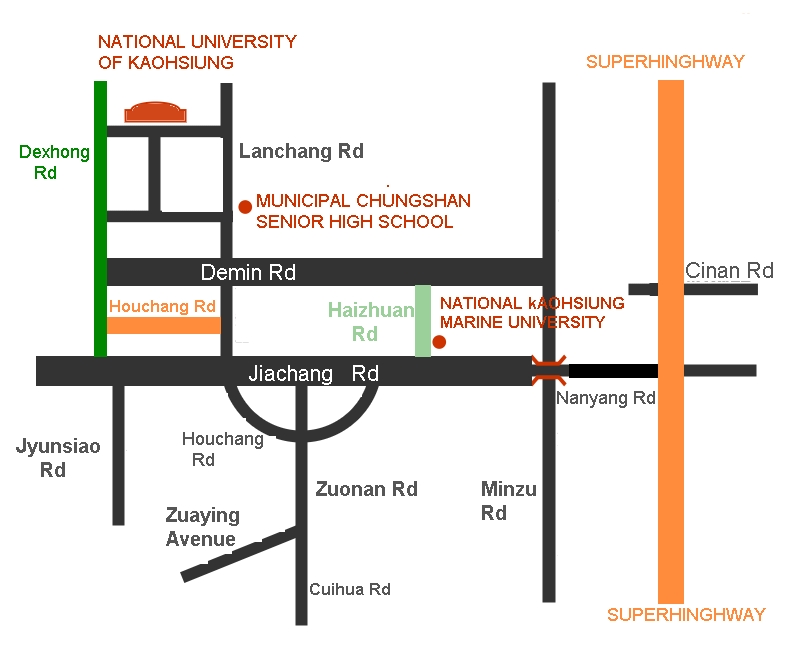 NATIONAL UNIVERSITY
OF KAOHSIUNG
SUPERHINGHWAY
Dexhong
Rd
Lanchang Rd
MUNICIPAL CHUNGSHAN
SENIOR HIGH SCHOOL
Demin Rd
Cinan Rd
Houchang Rd
Haizhuan
Rd
NATIONAL kAOHSIUNG
MARINE UNIVERSITY
Jiachang Rd
Nanyang Rd
Houchang
Rd
Jyunsiao
Rd
Zuonan Rd
Minzu
Rd
Zuaying
Avenue
Cuihua Rd
SUPERHINGHWAY